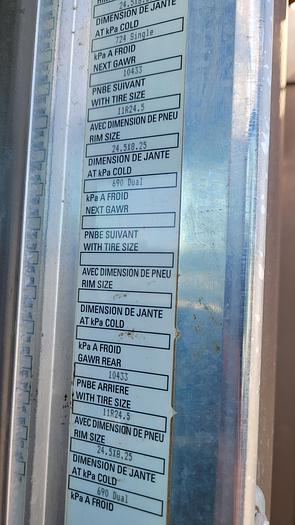 24.5X8.25
DIMENSION DE JANTE
AT kPa COLD
724 Single
kPa A FROID
NEXT GAWR
10433
PNBE SUIVANT
WITH TIRE SIZE
11R24.5
AVEC DIMENSION DE PNEU
RIM SIZE
24.5X8.25
DIMENSION DE JANTE
AT kPa COLD
690 Dual
kPa A FROID
NEXT GAWR
PNBE SUIVANT
WITH TIRE SIZE
AVEC DIMENSION DE PNEU
RIM SIZE
DIMENSION DE JANTE
AT kPa COLD
kPa A FROID
GAWR REAR
10433
PNBE ARRIERE
WITH TIRE SIZE
11R24.5
AVEC DIMENSION DE PNEU
RIM SIZE
24.5X8.25
DIMENSION DE JANTE
AT kPa COLD
690 Dual
kPa A FROID